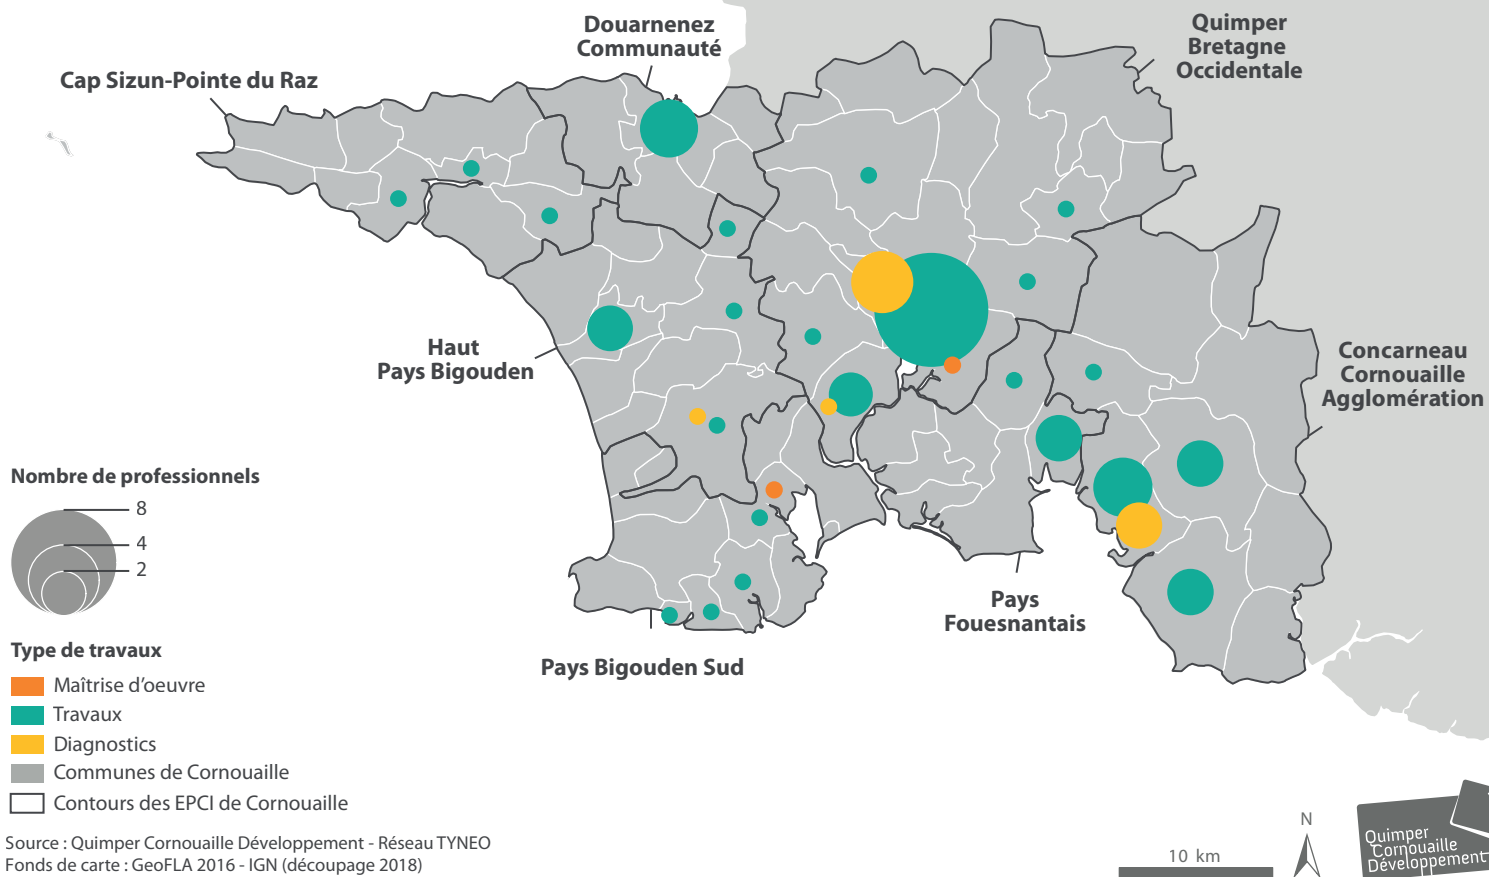 Douarnenez
Communauté
Quimper
Bretagne
Occidentale
Cap Sizun-Pointe du Raz
Haut
Pays Bigouden
Concarneau
Cornouaille
Agglomération
Pays
Fouesnantais
Pays Bigouden Sud
Nombre de professionnels
8
4
2
Type de travaux
Maîtrise d'oeuvre
Travaux
Diagnostics
Communes de Cornouaille
Contours des EPCI de Cornouaille
Source : Quimper Cornouaille Développement - Réseau TYNEO
Fonds de carte : GeoFLA 2016 - IGN (découpage 2018)
10 km
N
Quimper
Cornouaille
Développement